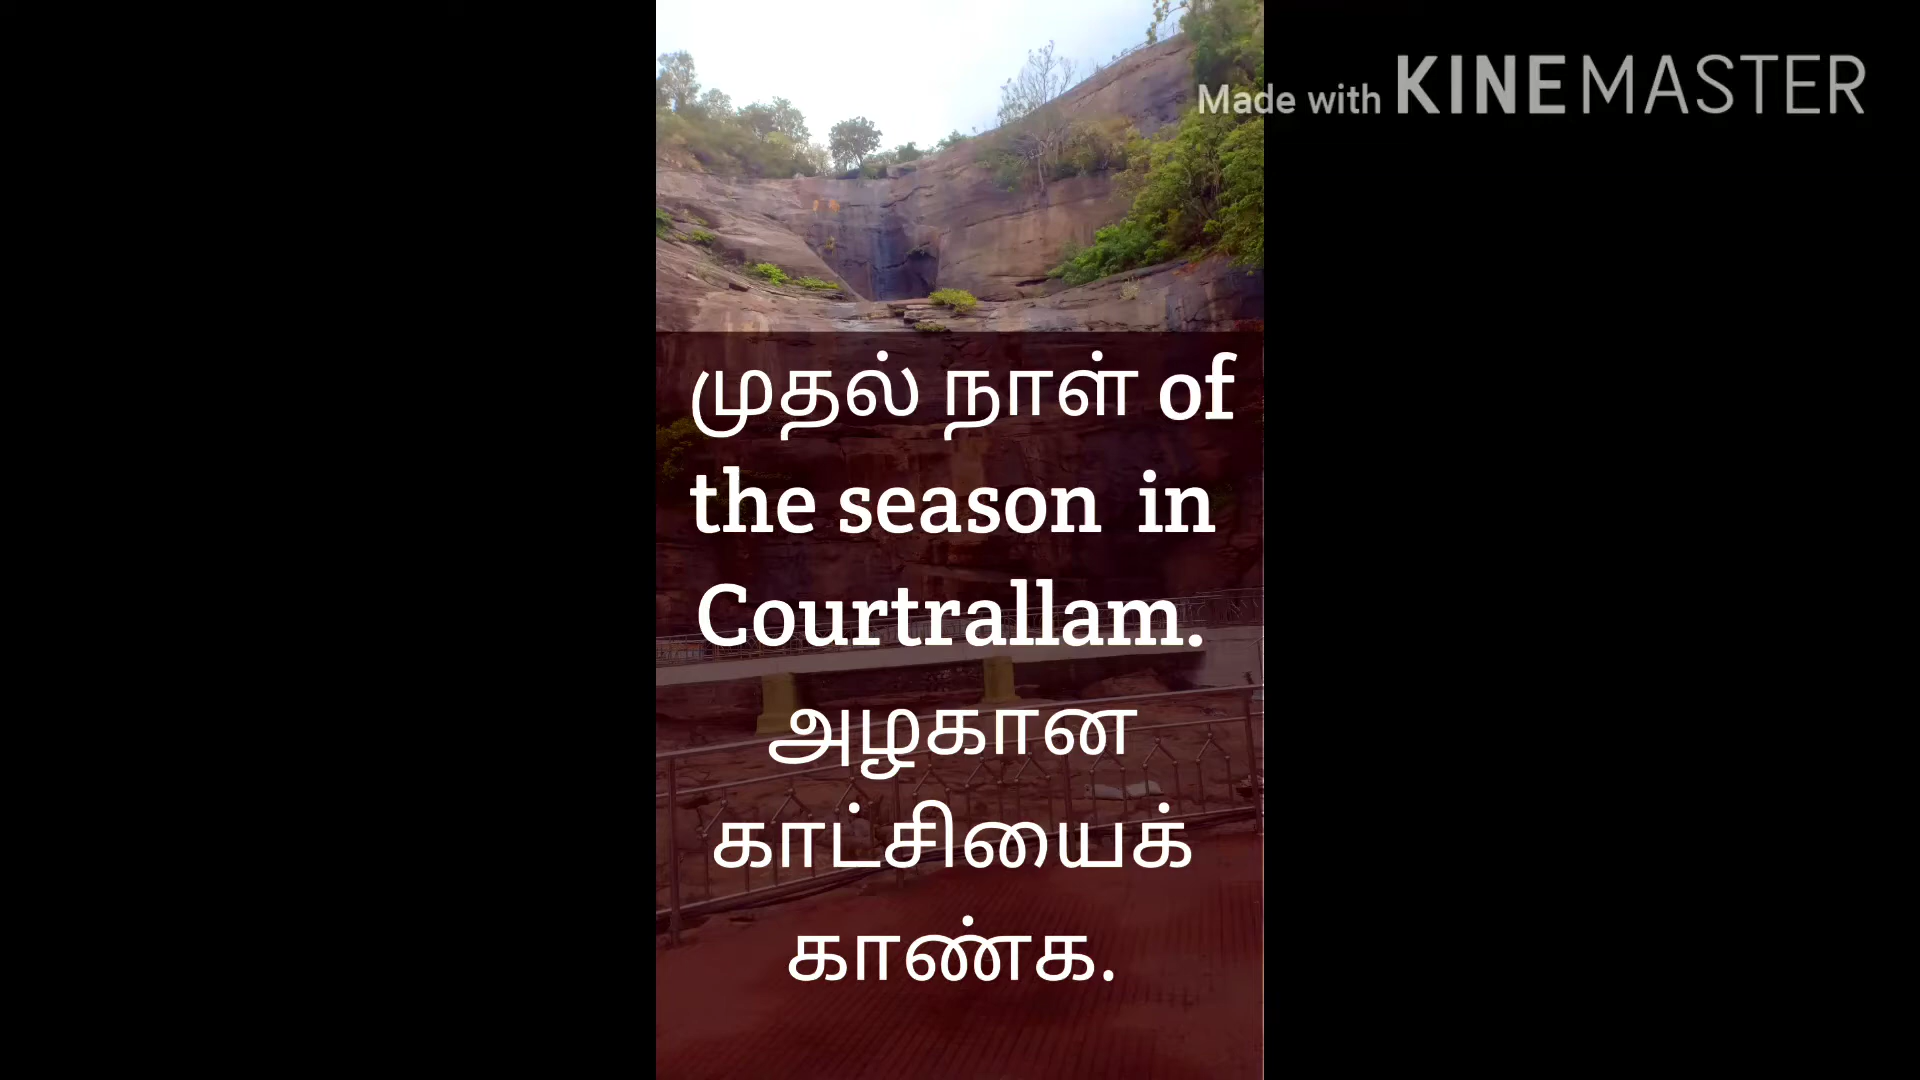 Made with KINEMASTER
முதல் நாள் of
the season in
Courtrallam.
அழகான
காட்சியைக்
காண்க.